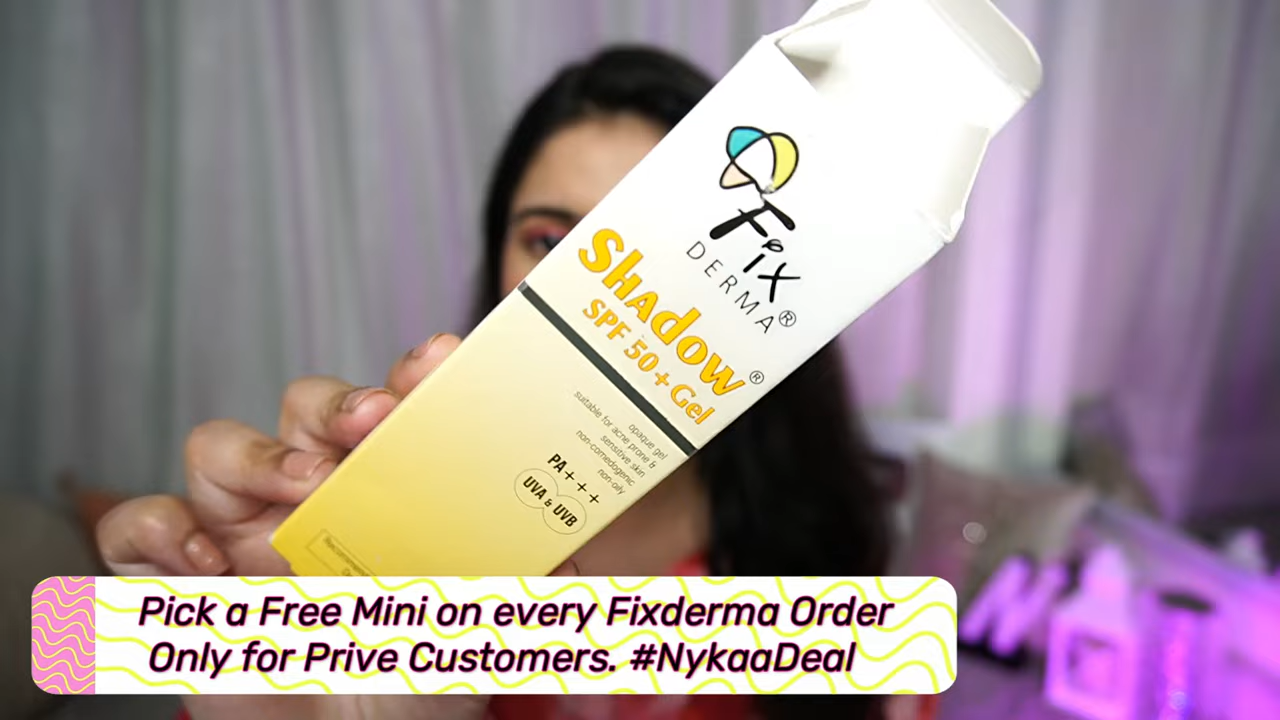 Fix
DERMA®
Shadow®
SPF 50+ Gel
opaque gel
suitable for acne prone &
sensitive skin
non-comedogenic
non-oily
PA+++
UVA & UVB
Pick a Free Mini on every Fixderma Order
Only for Prive Customers. #NykaaDeal